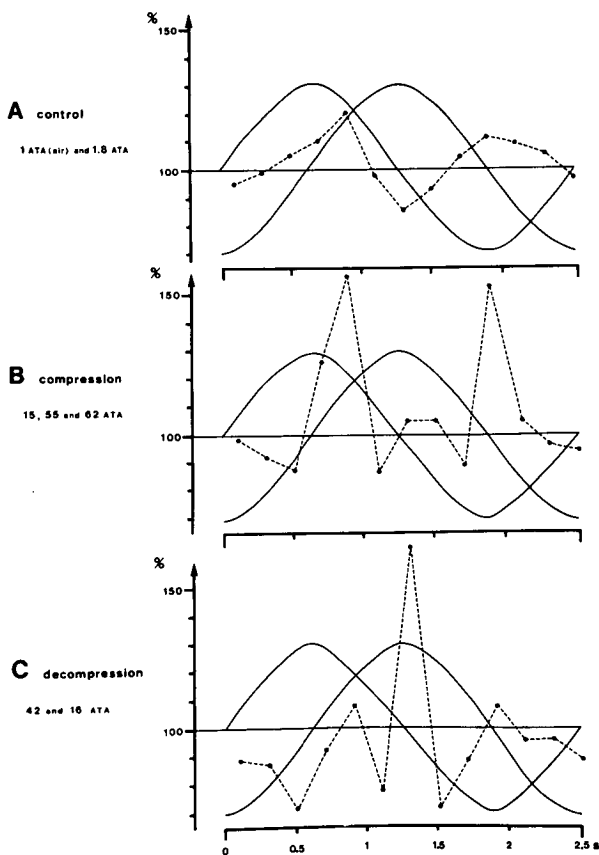 %
150
A control
1 ATA (air) and 1.8 ATA
100
%
150
B compression
15, 55 and 62 ATA
100
%
150
C decompression
42 and 16 ATA
100
0 0.5 1 1.5 2 2.5 s